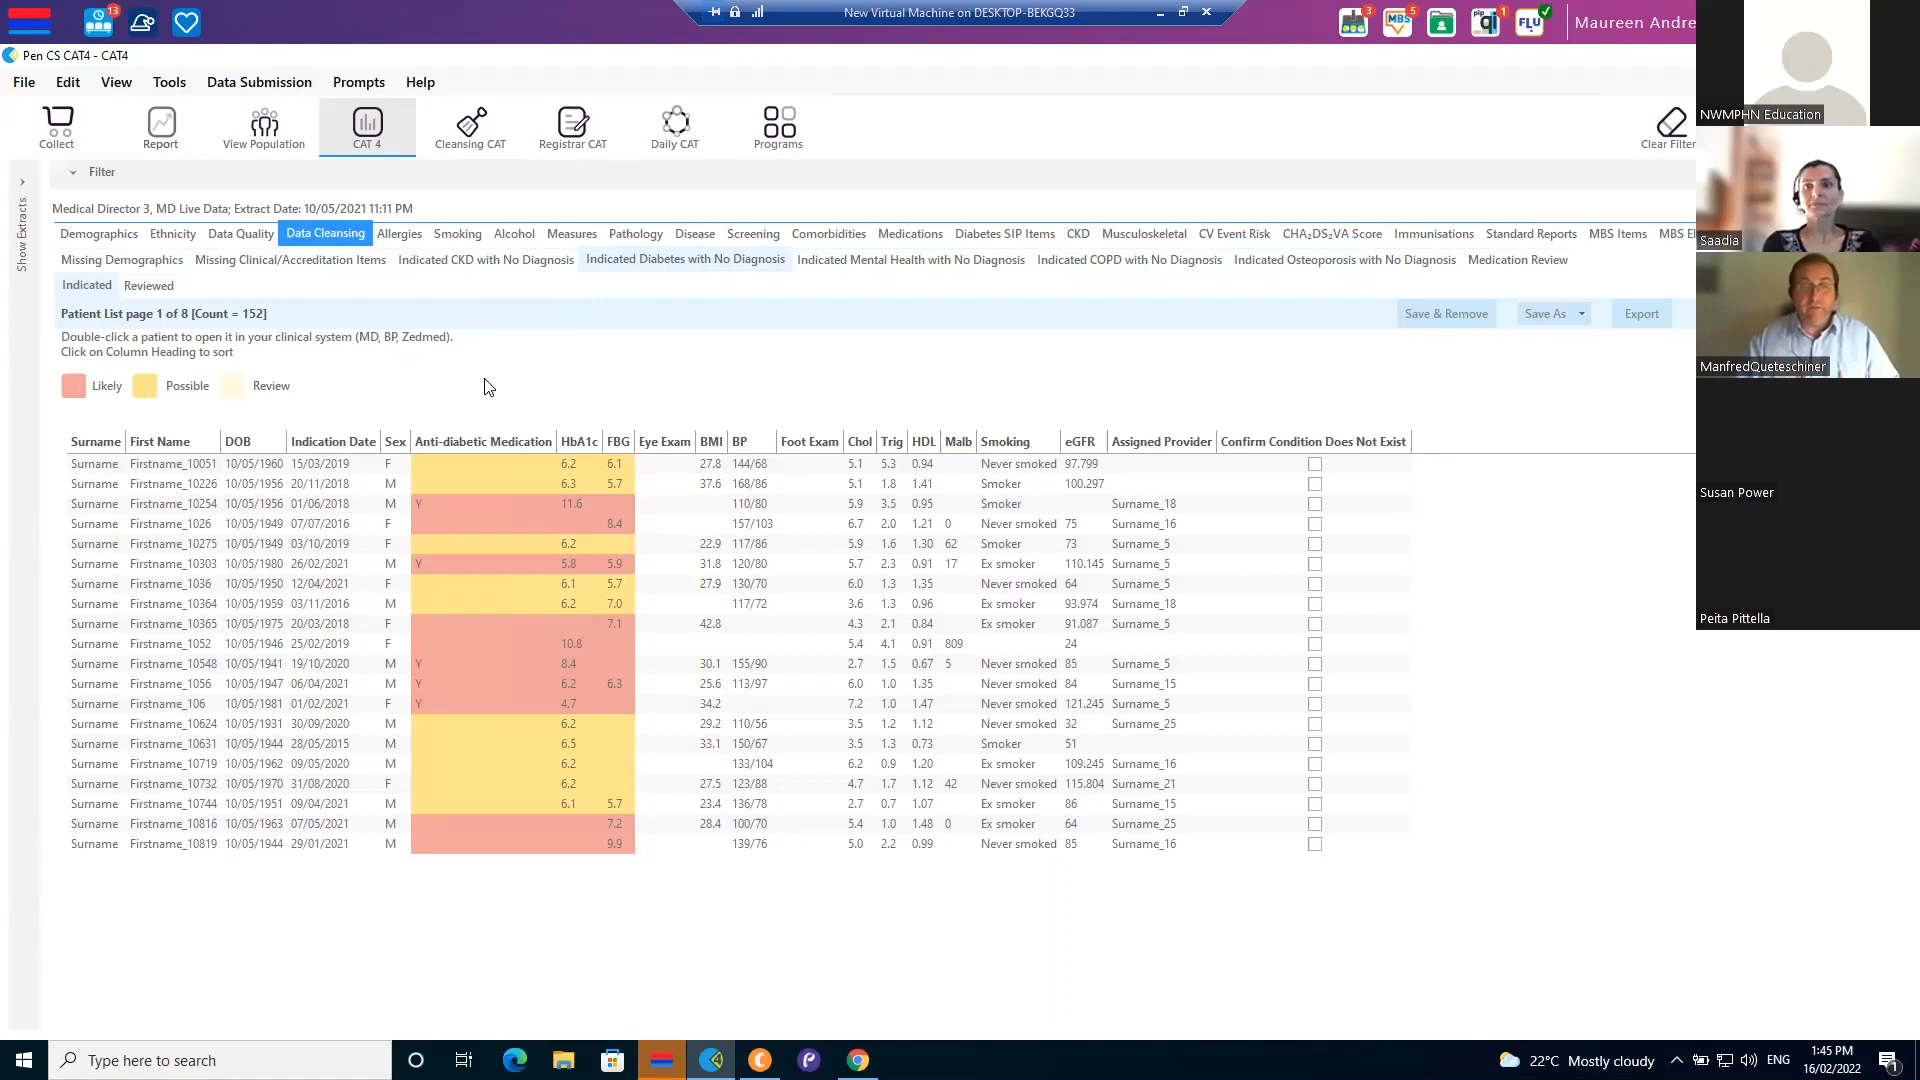 13
New Virtual Machine on DESKTOP-BEKGQ33
3
MBS 5
pip qi 1
FLU
Maureen Andre
Pen CS CAT4 - CAT4
File Edit View Tools Data Submission Prompts Help
Collect Report View Population CAT 4 Cleansing CAT Registrar CAT Daily CAT Programs Clear Filter
NWMPHN Education
Show Extracts
Filter
Medical Director 3, MD Live Data; Extract Date: 10/05/2021 11:11 PM
Demographics Ethnicity Data Quality Data Cleansing Allergies Smoking Alcohol Measures Pathology Disease Screening Comorbidities Medications Diabetes SIP Items CKD Musculoskeletal CV Event Risk CHA₂DS₂VA Score Immunisations Standard Reports MBS Items MBS El
Saadia
Missing Demographics Missing Clinical/Accreditation Items Indicated CKD with No Diagnosis Indicated Diabetes with No Diagnosis Indicated Mental Health with No Diagnosis Indicated COPD with No Diagnosis Indicated Osteoporosis with No Diagnosis Medication Review
Indicated Reviewed
Patient List page 1 of 8 [Count = 152] Save & Remove Save As Export
Double-click a patient to open it in your clinical system (MD, BP, Zedmed).
Click on Column Heading to sort
ManfredQueteschiner
Likely Possible Review
Surname First Name DOB Indication Date Sex Anti-diabetic Medication HbA1c FBG Eye Exam BMI BP Foot Exam Chol Trig HDL Malb Smoking eGFR Assigned Provider Confirm Condition Does Not Exist
Surname Firstname_10051 10/05/1960 15/03/2019 F 6.2 6.1 27.8 144/68 5.1 5.3 0.94 Never smoked 97.799
Surname Firstname_10226 10/05/1956 20/11/2018 M 6.3 5.7 37.6 168/86 5.1 1.8 1.41 Smoker 100.297
Surname Firstname_10254 10/05/1956 01/06/2018 M Y 11.6 110/80 5.9 3.5 0.95 Smoker Surname_18
Surname Firstname_1026 10/05/1949 07/07/2016 F 8.4 157/103 6.7 2.0 1.21 0 Never smoked 75 Surname_16
Surname Firstname_10275 10/05/1949 03/10/2019 F 6.2 22.9 117/86 5.9 1.6 1.30 62 Smoker 73 Surname_5
Surname Firstname_10303 10/05/1980 26/02/2021 M Y 5.8 5.9 31.8 120/80 5.7 2.3 0.91 17 Ex smoker 110.145 Surname_5
Surname Firstname_1036 10/05/1950 12/04/2021 F 6.1 5.7 27.9 130/70 6.0 1.3 1.35 Never smoked 64 Surname_5
Surname Firstname_10364 10/05/1959 03/11/2016 M 6.2 7.0 117/72 3.6 1.3 0.96 Ex smoker 93.974 Surname_18
Surname Firstname_10365 10/05/1975 20/03/2018 F 7.1 42.8 4.3 2.1 0.84 Ex smoker 91.087 Surname_5
Surname Firstname_1052 10/05/1946 25/02/2019 F 10.8 5.4 4.1 0.91 809 24
Surname Firstname_10548 10/05/1941 19/10/2020 M Y 8.4 30.1 155/90 2.7 1.5 0.67 5 Never smoked 85 Surname_5
Surname Firstname_1056 10/05/1947 06/04/2021 M Y 6.2 6.3 25.6 113/97 6.0 1.0 1.35 Never smoked 84 Surname_15
Surname Firstname_106 10/05/1981 01/02/2021 F Y 4.7 34.2 7.2 1.0 1.47 Never smoked 121.245 Surname_5
Surname Firstname_10624 10/05/1931 30/09/2020 M 6.2 29.2 110/56 3.5 1.2 1.12 Never smoked 32 Surname_25
Surname Firstname_10631 10/05/1944 28/05/2015 M 6.5 33.1 150/67 3.5 1.3 0.73 Smoker 51
Surname Firstname_10719 10/05/1962 09/05/2020 M 6.2 133/104 6.2 0.9 1.20 Ex smoker 109.245 Surname_16
Surname Firstname_10732 10/05/1970 31/08/2020 F 6.2 27.5 123/88 4.7 1.7 1.12 42 Never smoked 115.804 Surname_21
Surname Firstname_10744 10/05/1951 09/04/2021 M 6.1 5.7 23.4 136/78 2.7 0.7 1.07 Ex smoker 86 Surname_15
Surname Firstname_10816 10/05/1963 07/05/2021 M 7.2 28.4 100/70 5.4 1.0 1.48 0 Ex smoker 64 Surname_25
Surname Firstname_10819 10/05/1944 29/01/2021 M 9.9 139/76 5.0 2.2 0.99 Never smoked 85 Surname_16
Susan Power
Peita Pittella
Type here to search
22°C Mostly cloudy
ENG
1:45 PM
16/02/2022
1